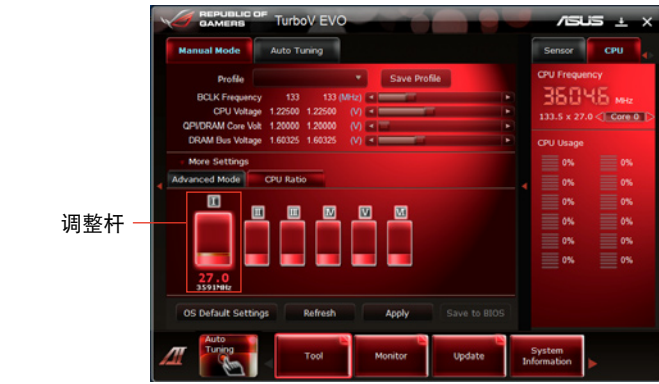 REPUBLIC OF GAMERS TurboV EVO
ASUS
Manual Mode Auto Tuning
Sensor CPU
Profile Save Profile
BCLK Frequency 133 133 (MHz)
CPU Voltage 1.22500 1.22500 (V)
QPI/DRAM Core Volt 1.20000 1.20000 (V)
DRAM Bus Voltage 1.60325 1.60325 (V)
CPU Frequency
3604.6 MHz
133.5 x 27.0 Core 0
CPU Usage
0% 0%
0% 0%
0% 0%
0% 0%
0% 0%
0% 0%
More Settings
Advanced Mode CPU Ratio
调整杆
I II III IV V VI
27.0
3591MHz
OS Default Settings Refresh Apply Save to BIOS
Auto Tuning
Tool Monitor Update System Information